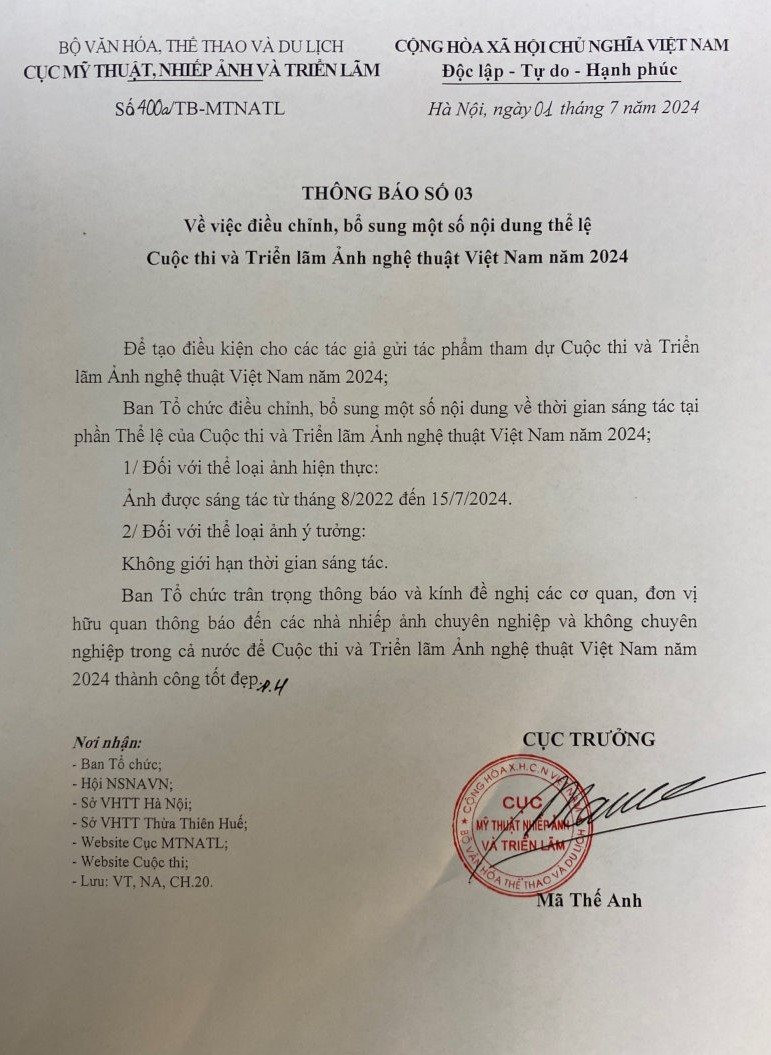 BỘ VĂN HÓA, THỂ THAO VÀ DU LỊCH
CỤC MỸ THUẬT, NHIẾP ẢNH VÀ TRIỂN LÃM
Số 400a/TB-MTNATL
CỘNG HÒA XÃ HỘI CHỦ NGHĨA VIỆT NAM
Độc lập - Tự do - Hạnh phúc
Hà Nội, ngày 01 tháng 7 năm 2024
THÔNG BÁO SỐ 03
Về việc điều chỉnh, bổ sung một số nội dung thể lệ
Cuộc thi và Triển lãm Ảnh nghệ thuật Việt Nam năm 2024
Để tạo điều kiện cho các tác giả gửi tác phẩm tham dự Cuộc thi và Triển
lãm Ảnh nghệ thuật Việt Nam năm 2024;
Ban Tổ chức điều chỉnh, bổ sung một số nội dung về thời gian sáng tác tại
phần Thể lệ của Cuộc thi và Triển lãm Ảnh nghệ thuật Việt Nam năm 2024;
1/ Đối với thể loại ảnh hiện thực:
Ảnh được sáng tác từ tháng 8/2022 đến 15/7/2024.
2/ Đối với thể loại ảnh ý tưởng:
Không giới hạn thời gian sáng tác.
Ban Tổ chức trân trọng thông báo và kính đề nghị các cơ quan, đơn vị
hữu quan thông báo đến các nhà nhiếp ảnh chuyên nghiệp và không chuyên
nghiệp trong cả nước để Cuộc thi và Triển lãm Ảnh nghệ thuật Việt Nam năm
2024 thành công tốt đẹp.
Nơi nhận:
- Ban Tổ chức;
- Hội NSNAVN;
- Sở VHTT Hà Nội;
- Sở VHTT Thừa Thiên Huế;
- Website Cục MTNATL;
- Website Cuộc thi;
- Lưu: VT, NA, CH.20.
CỤC TRƯỞNG
CỘNG HÒA X.H.C.N VIỆT NAM
CỤC
MỸ THUẬT NHIẾP ẢNH
VÀ TRIỂN LÃM
BỘ VĂN HÓA THỂ THAO VÀ DU LỊCH
Mã Thế Anh